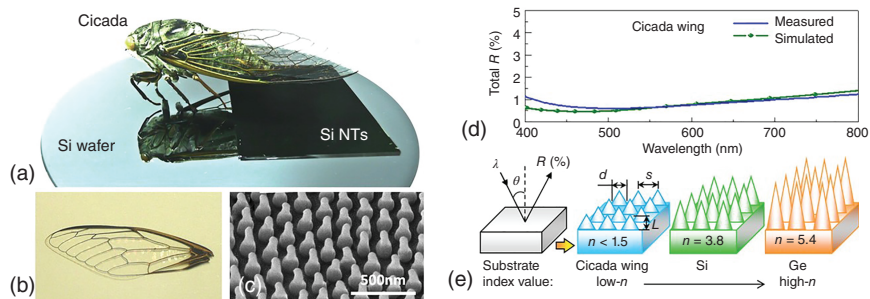 Cicada
Si wafer
Si NTs
(a)
(b)
(c)
500nm
5
4
3
2
1
0
Total R (%)
Cicada wing
Measured
Simulated
400
500
600
700
800
Wavelength (nm)
(d)
λ
θ
R (%)
d
s
L
n < 1.5
n = 3.8
n = 5.4
(e)
Substrate
index value:
Cicada wing
low-n
Si
Ge
high-n